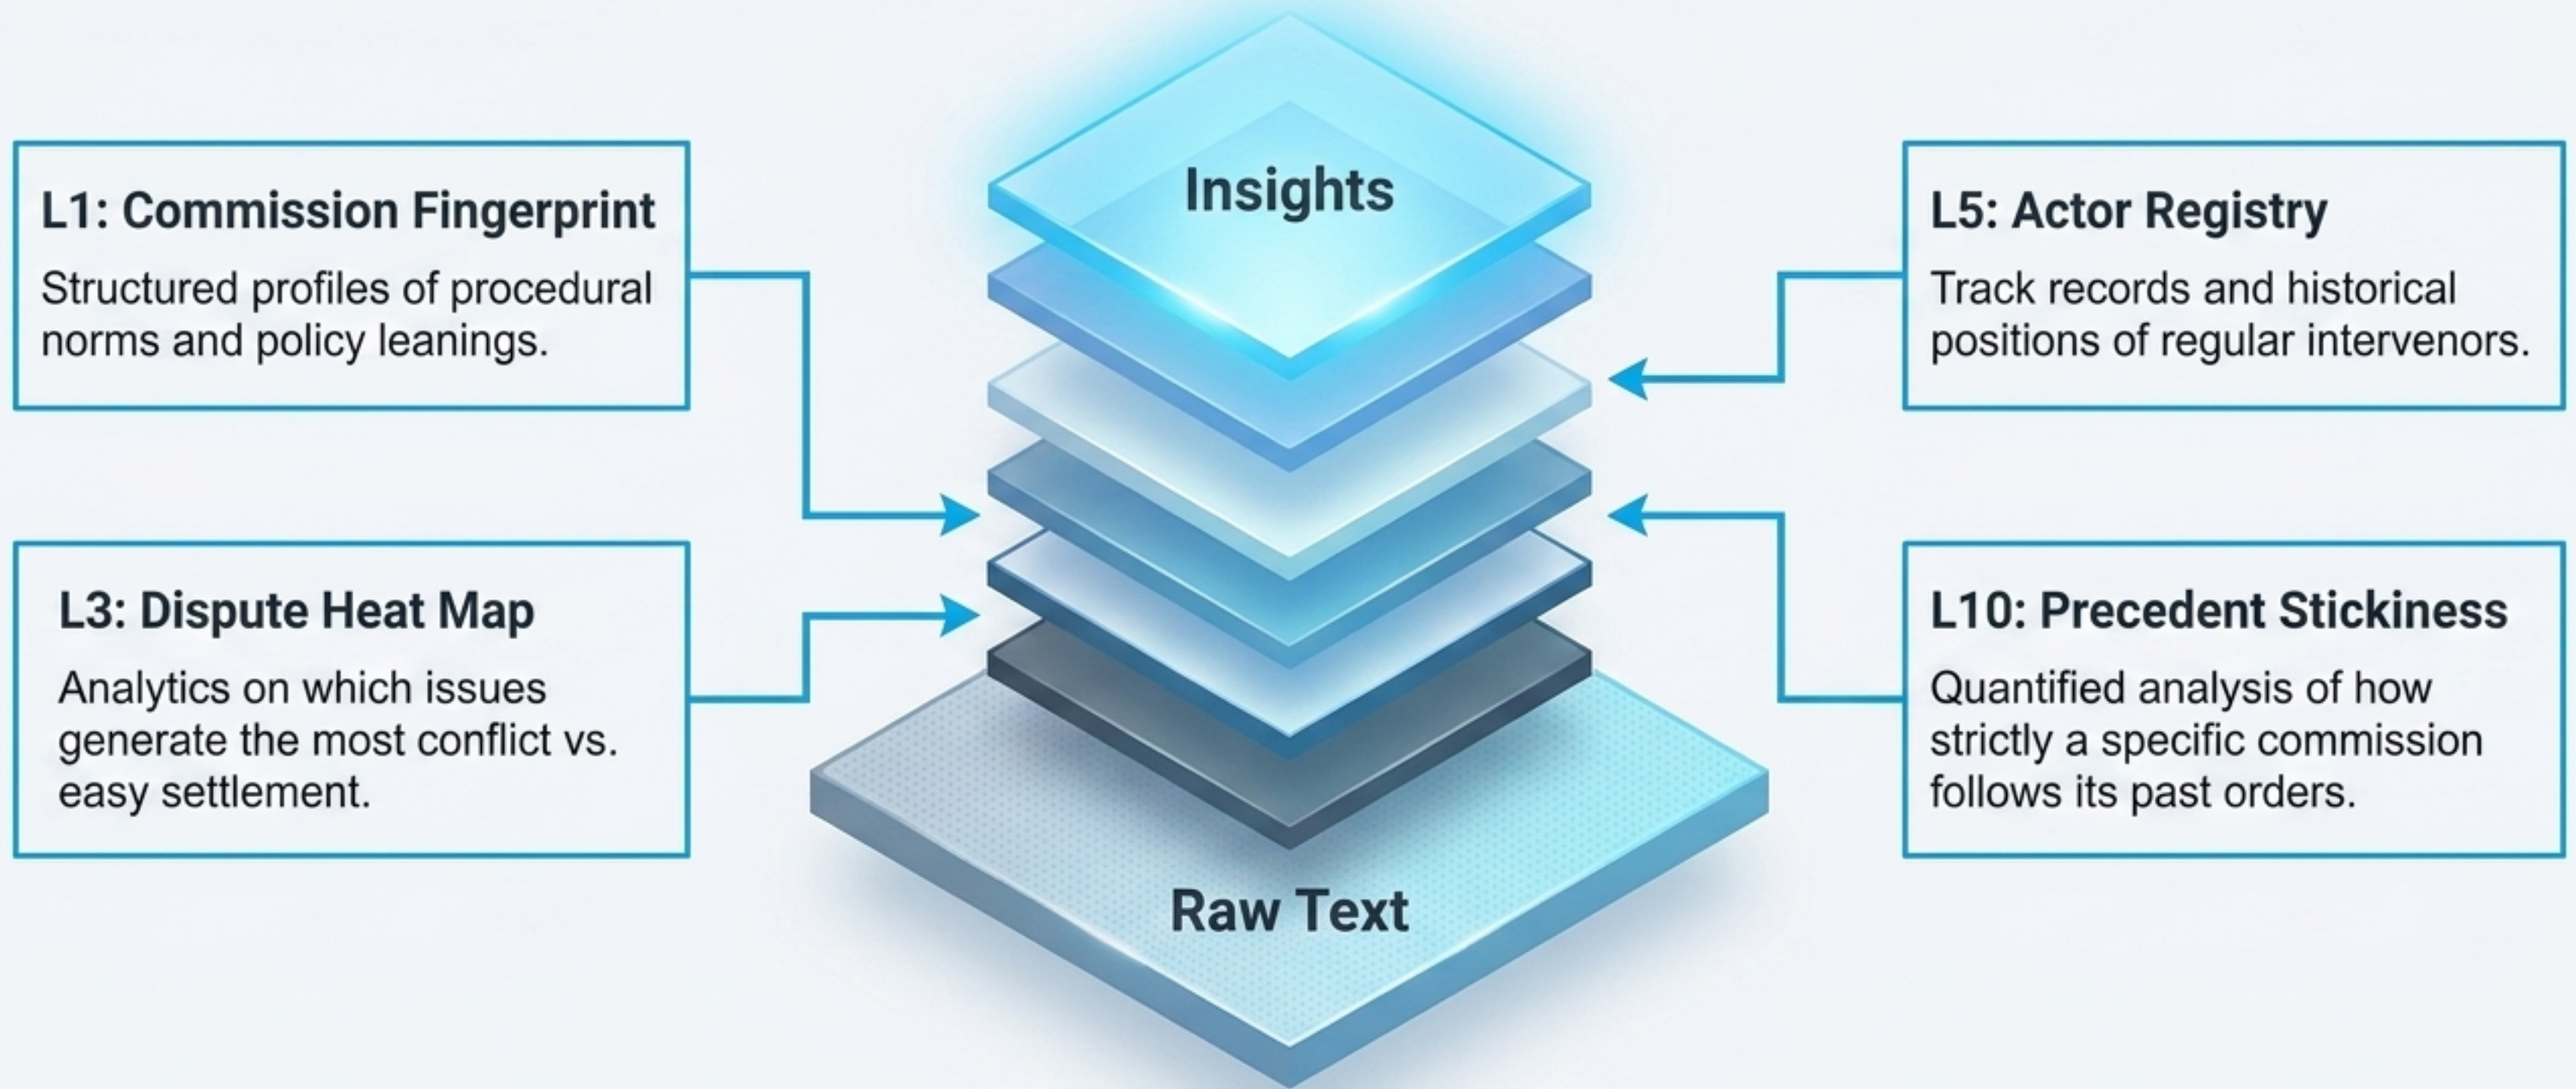 Insights
L1: Commission Fingerprint
Structured profiles of procedural
norms and policy leanings.
L5: Actor Registry
Track records and historical
positions of regular intervenors.
L3: Dispute Heat Map
Analytics on which issues
generate the most conflict vs.
easy settlement.
L10: Precedent Stickiness
Quantified analysis of how
strictly a specific commission
follows its past orders.
Raw Text